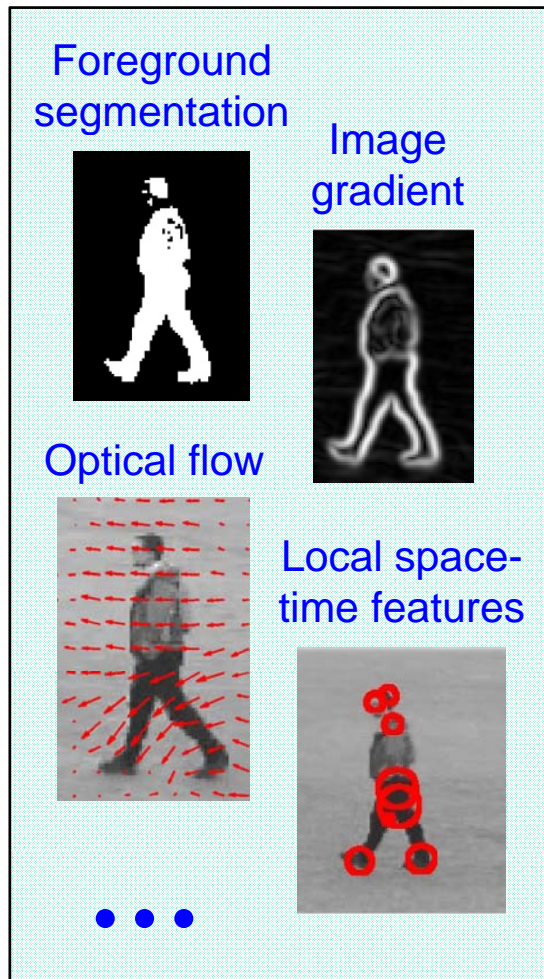 Foreground
segmentation
Image
gradient
Optical flow
Local space-
time features
• • •